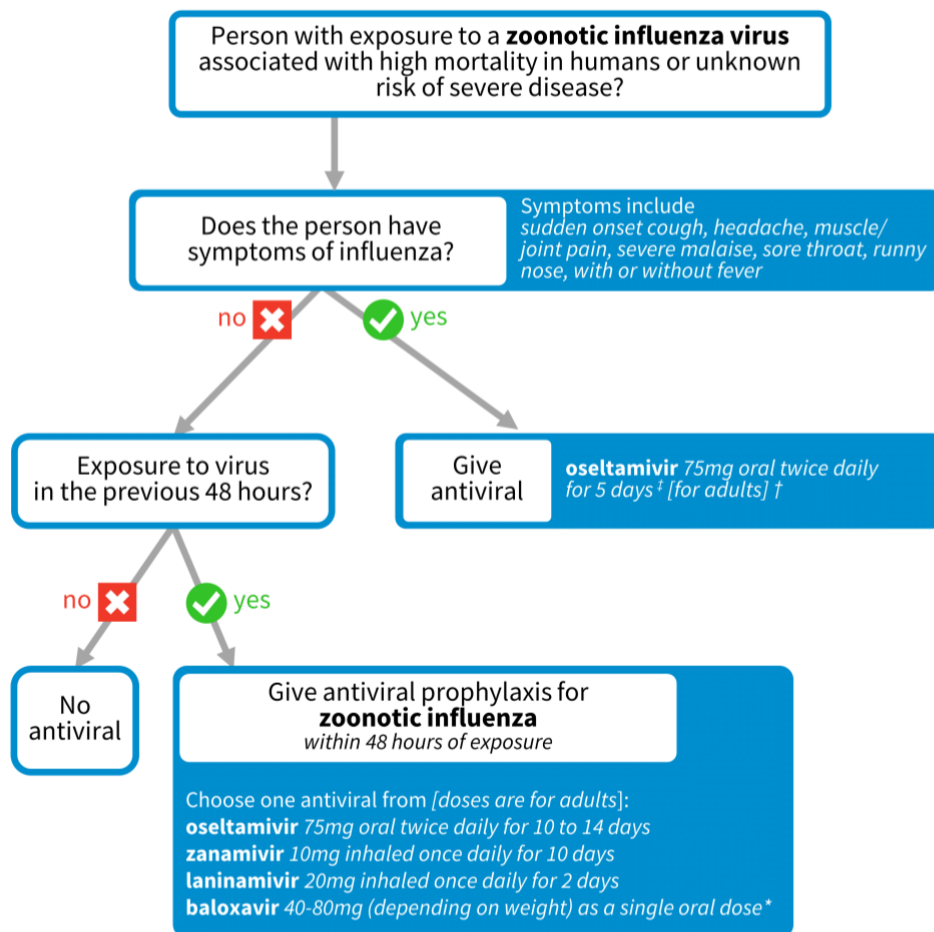 Person with exposure to a zoonotic influenza virus
associated with high mortality in humans or unknown
risk of severe disease?
Does the person have
symptoms of influenza?
Symptoms include
sudden onset cough, headache, muscle/
joint pain, severe malaise, sore throat, runny
nose, with or without fever
no
yes
Exposure to virus
in the previous 48 hours?
Give
antiviral
oseltamivir 75mg oral twice daily
for 5 days ‡ [for adults] †
no
yes
No
antiviral
Give antiviral prophylaxis for
zoonotic influenza
within 48 hours of exposure
Choose one antiviral from [doses are for adults]:
oseltamivir 75mg oral twice daily for 10 to 14 days
zanamivir 10mg inhaled once daily for 10 days
laninamivir 20mg inhaled once daily for 2 days
baloxavir 40-80mg (depending on weight) as a single oral dose*